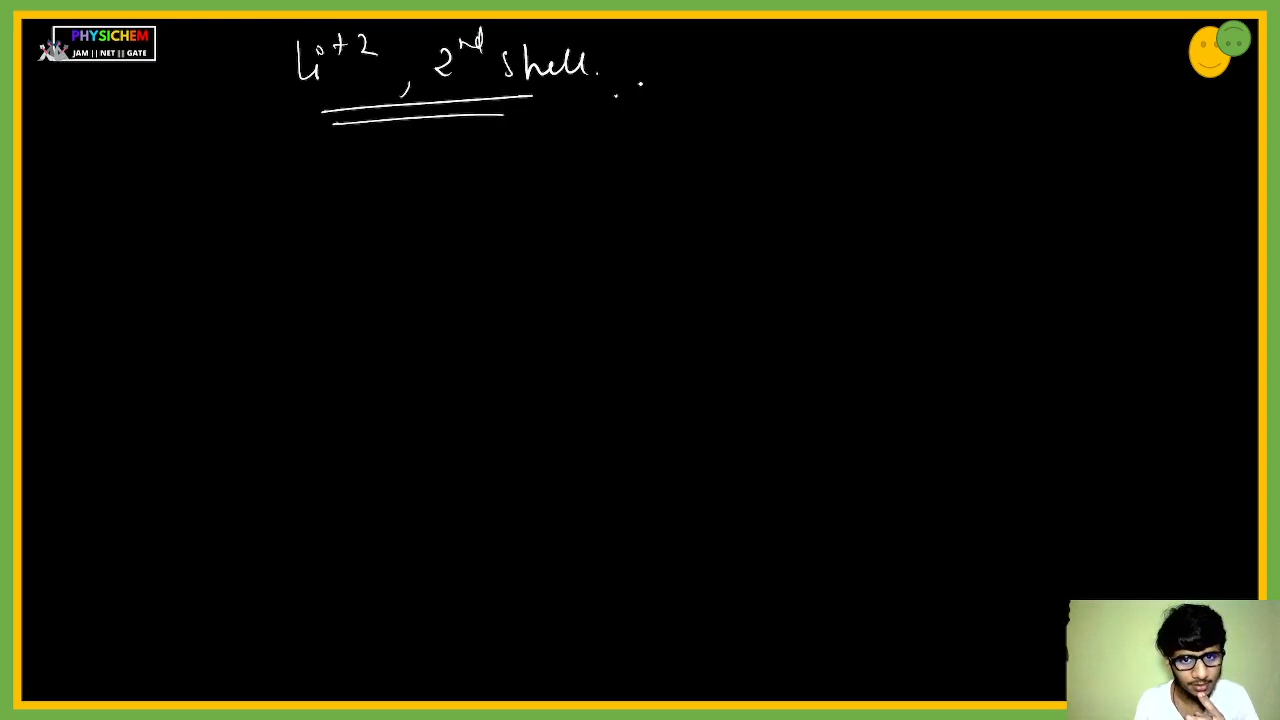 PHYSICHEM
JAM || NET || GATE
Li+2, 2nd shell.